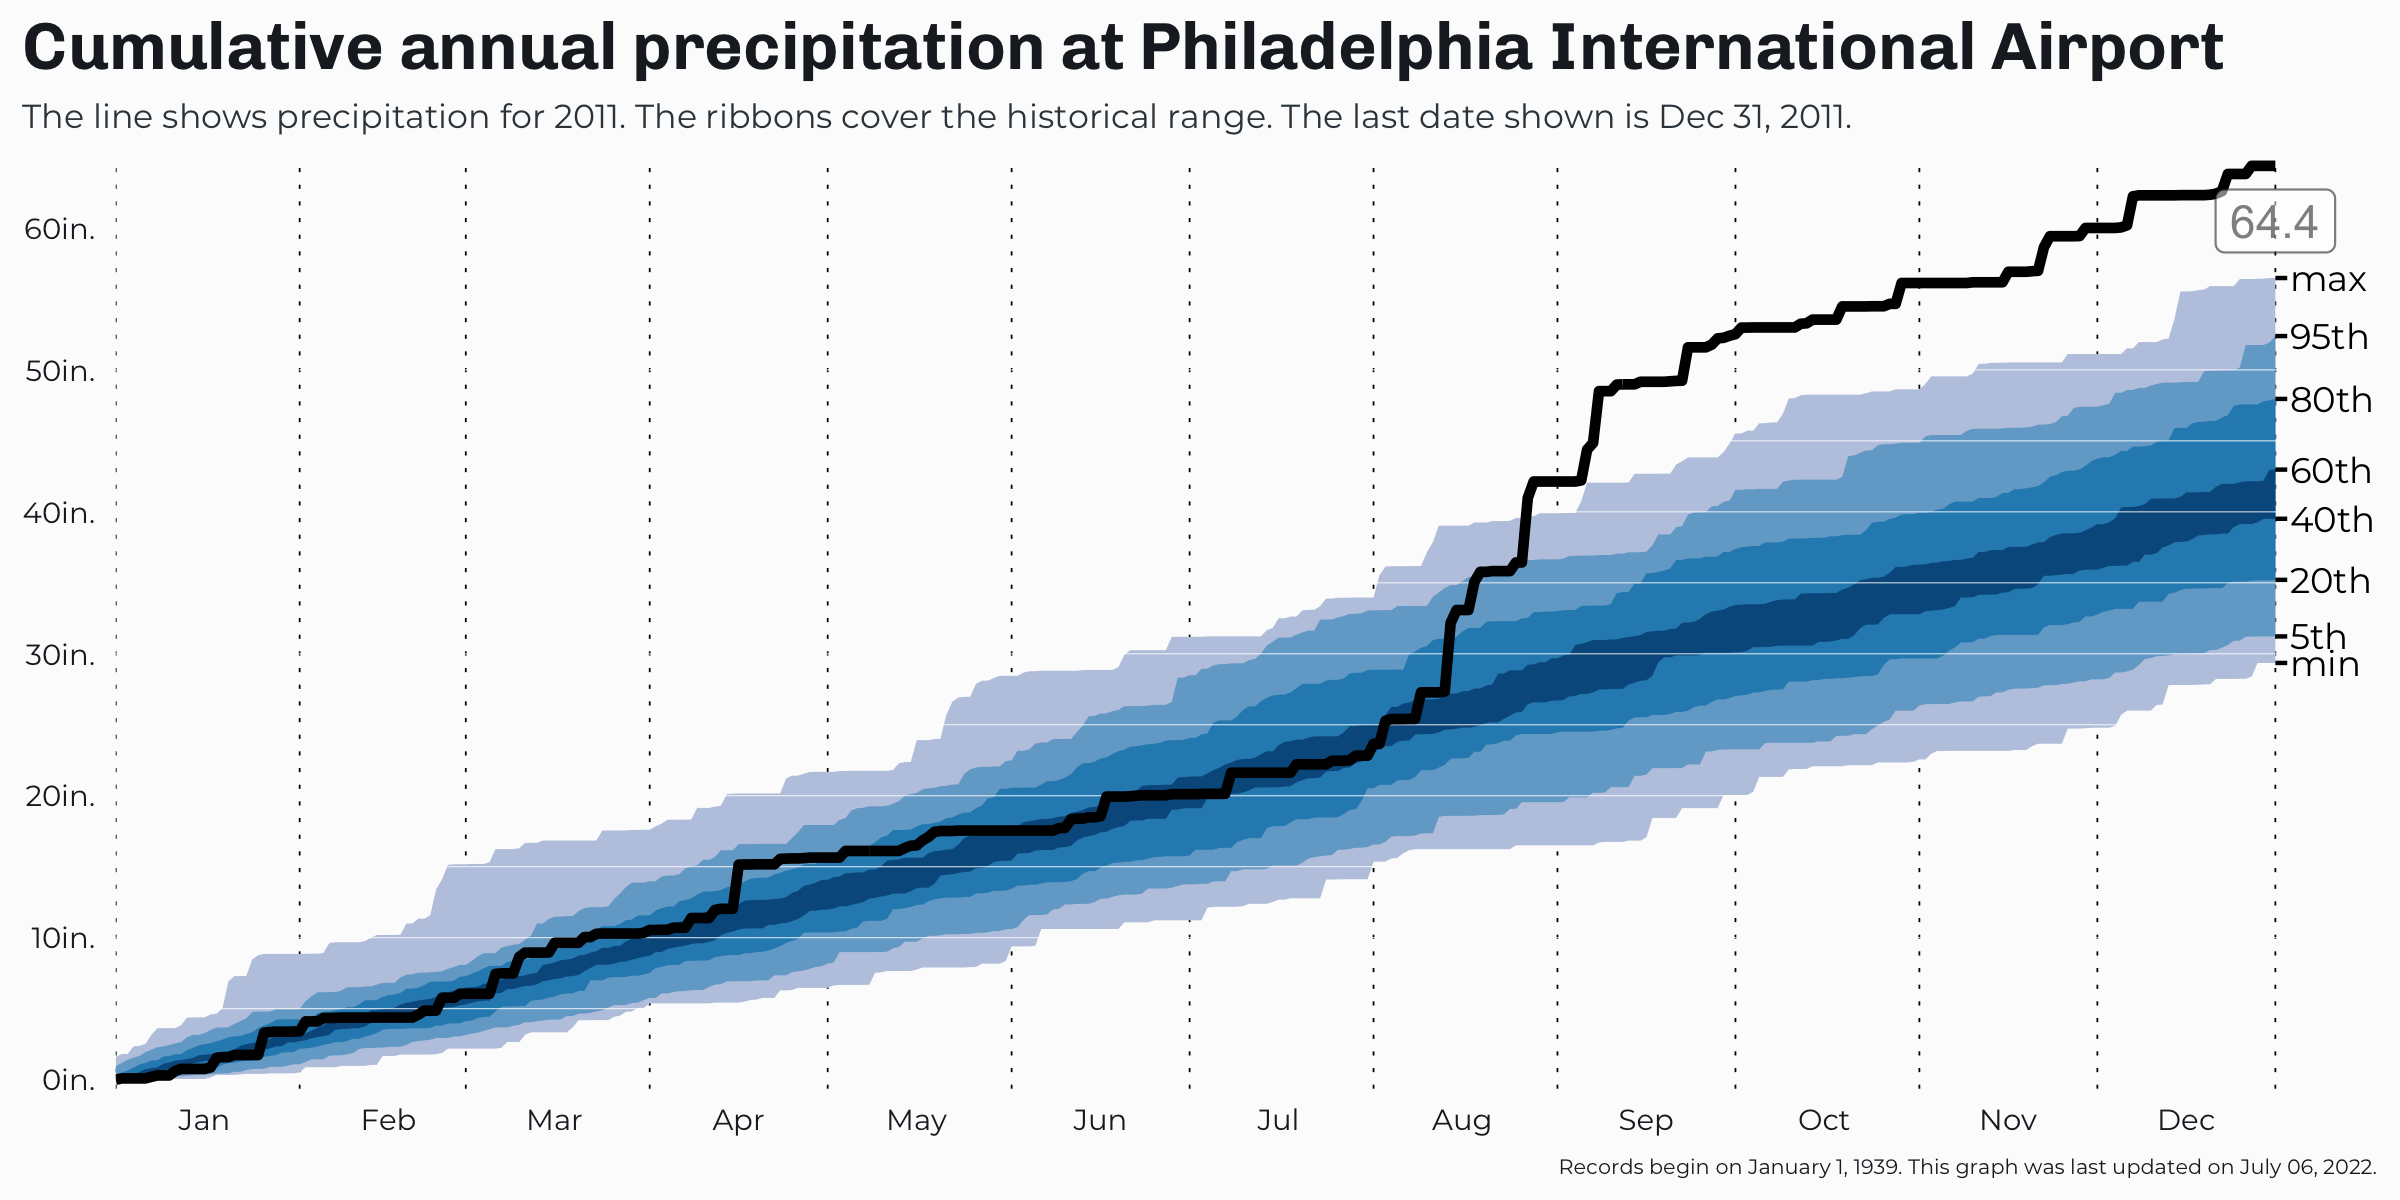 Cumulative annual precipitation at Philadelphia International Airport
The line shows precipitation for 2011. The ribbons cover the historical range. The last date shown is Dec 31, 2011.
60in.
50in.
40in.
30in.
20in.
10in.
0in.
64.4
max
95th
80th
60th
40th
20th
5th
min
Jan Feb Mar Apr May Jun Jul Aug Sep Oct Nov Dec
Records begin on January 1, 1939. This graph was last updated on July 06, 2022.